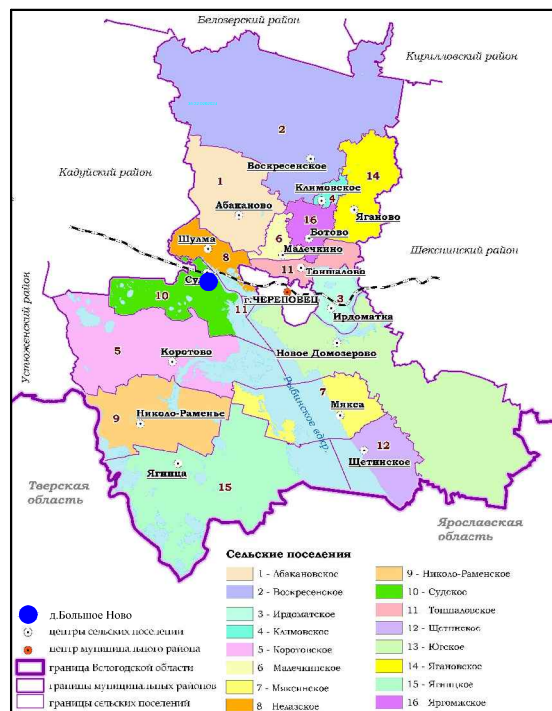 Белозерский район
Кирилловский район
2
Воскресенское
Кадуйский район
1
Климовское
4
14
Абаканово
16
Яганово
Ботово
Шулма
6
Малечкино
Шекснинский район
8
11
Тоншалово
Суд
10
г.ЧЕРЕПОВЕЦ
3
11
Ирдоматка
Устюженский район
5
Коротово
Новое Домозерово
Рыбинское вдхр.
7
Мякса
9
Николо-Раменье
13
12
Щетинское
Ягница
15
Тверская область
Ярославская область
Сельские поселения
1 - Абакановское
2 - Воскресенское
3 - Ирдоматское
4 - Климовское
5 - Коротовское
6 - Малечкинское
7 - Мяксинское
8 - Нелазское
9 - Николо-Раменское
10 - Судское
11 - Тоншаловское
12 - Щетинское
13 - Югское
14 - Ягановское
15 - Ягницкое
16 - Яргомжское
д.Большое Ново
центры сельских поселений
центр муниципального района
граница Вологодской области
границы муниципальных районов
границы сельских поселений